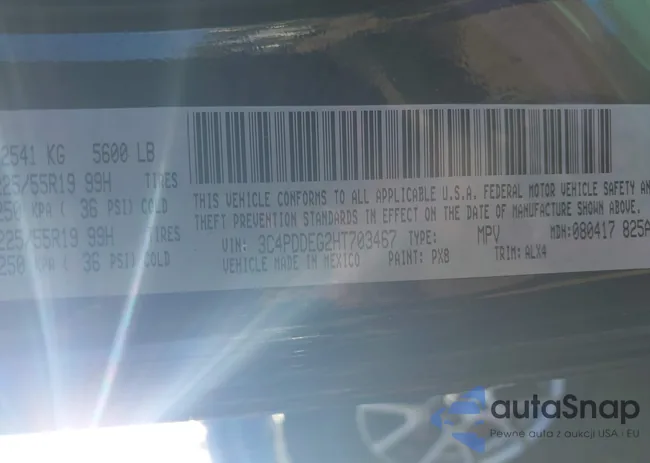 2541 KG 5600 LB
225/55R19 99H TIRES
250 KPA ( 36 PSI) COLD
225/55R19 99H TIRES
250 KPA ( 36 PSI) COLD
THIS VEHICLE CONFORMS TO ALL APPLICABLE U.S.A. FEDERAL MOTOR VEHICLE SAFETY AN
THEFT PREVENTION STANDARDS IN EFFECT ON THE DATE OF MANUFACTURE SHOWN ABOVE.
VIN: 3C4PDDEG2HT703467 TYPE: MPV MDH: 080417 825A
VEHICLE MADE IN MEXICO PAINT: PX8 TRIM: ALX4
autaSnap
Pewne auta z aukcji USA i EU